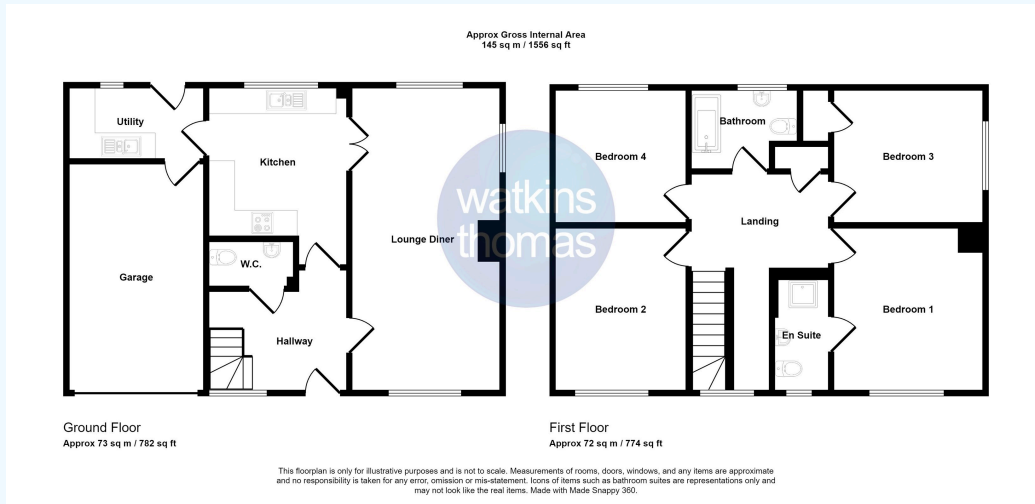 Approx Gross Internal Area
145 sq m / 1556 sq ft
Utility
Kitchen
Lounge Diner
Garage
W.C.
Hallway
Bathroom
Bedroom 4
Bedroom 3
Landing
Bedroom 2
En Suite
Bedroom 1
watkins
thomas
Ground Floor
Approx 73 sq m / 782 sq ft
First Floor
Approx 72 sq m / 774 sq ft
This floorplan is only for illustrative purposes and is not to scale. Measurements of rooms, doors, windows, and any items are approximate
and no responsibility is taken for any error, omission or mis-statement. Icons of items such as bathroom suites are representations only and
may not look like the real items. Made with Made Snappy 360.